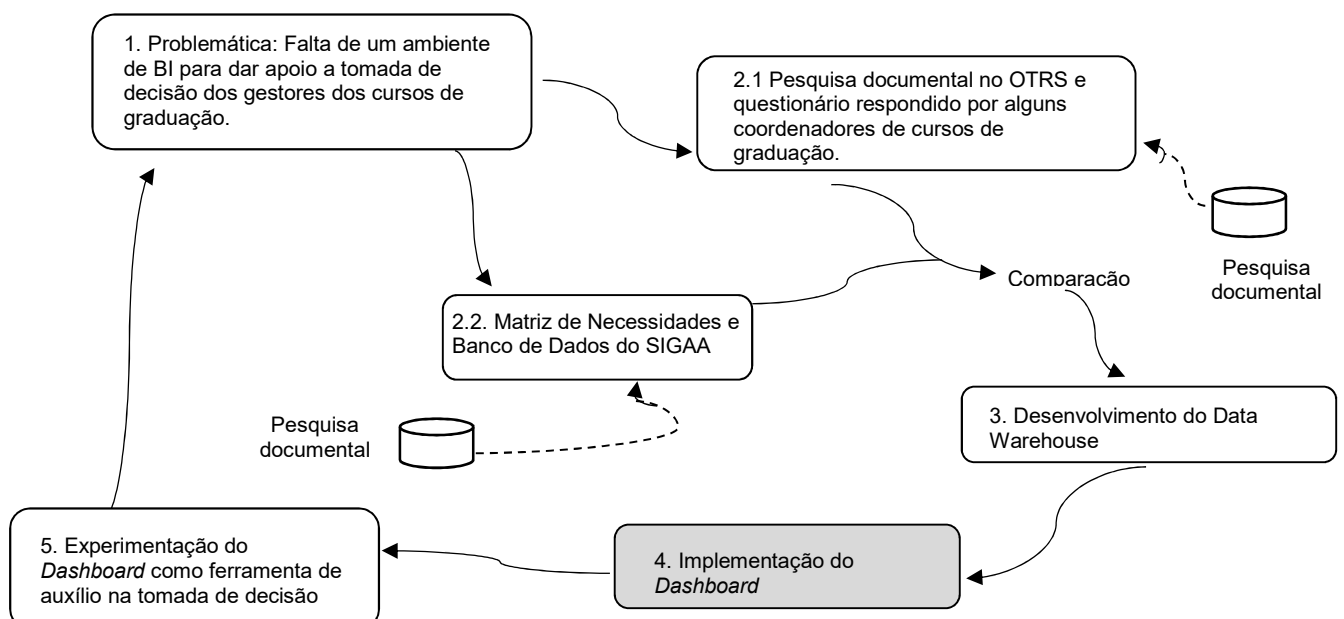 1. Problemática: Falta de um ambiente
de BI para dar apoio a tomada de
decisão dos gestores dos cursos de
graduação.
2.1 Pesquisa documental no OTRS e
questionário respondido por alguns
coordenadores de cursos de
graduação.
Pesquisa
documental
Comparação
2.2. Matriz de Necessidades e
Banco de Dados do SIGAA
Pesquisa
documental
3. Desenvolvimento do Data
Warehouse
4. Implementação do
Dashboard
5. Experimentação do
Dashboard como ferramenta de
auxílio na tomada de decisão